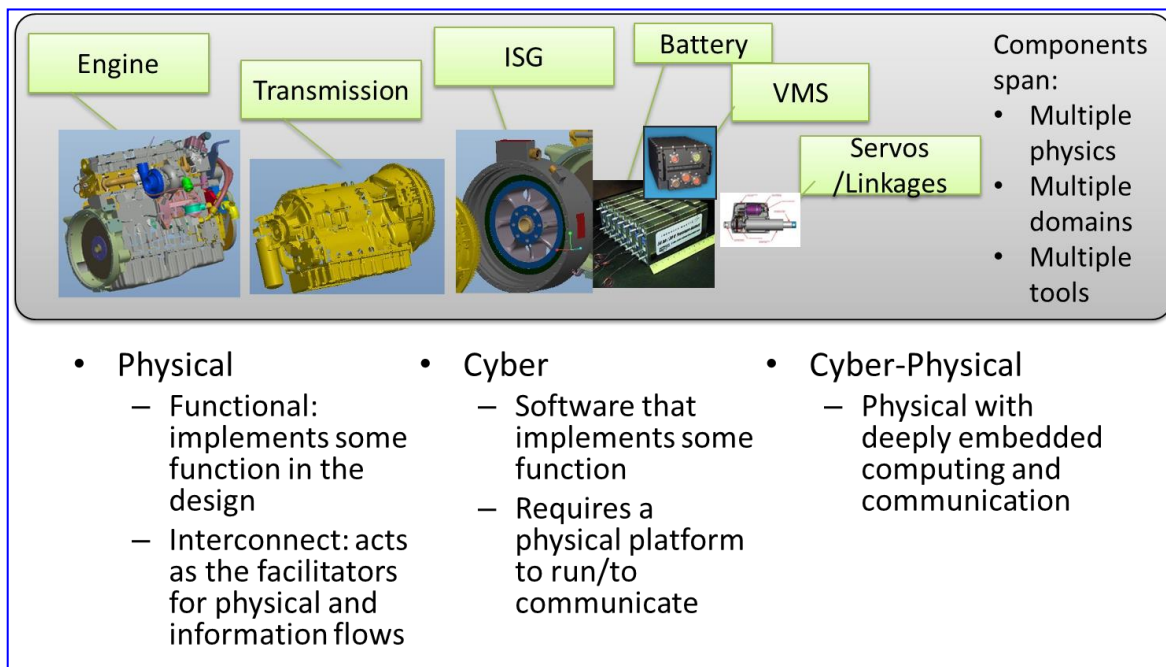 Engine
Transmission
ISG
Battery
VMS
Servos
/Linkages
Components
span:
• Multiple
physics
• Multiple
domains
• Multiple
tools
• Physical
– Functional:
implements some
function in the
design
– Interconnect: acts
as the facilitators
for physical and
information flows
• Cyber
– Software that
implements some
function
– Requires a
physical platform
to run/to
communicate
• Cyber-Physical
– Physical with
deeply embedded
computing and
communication